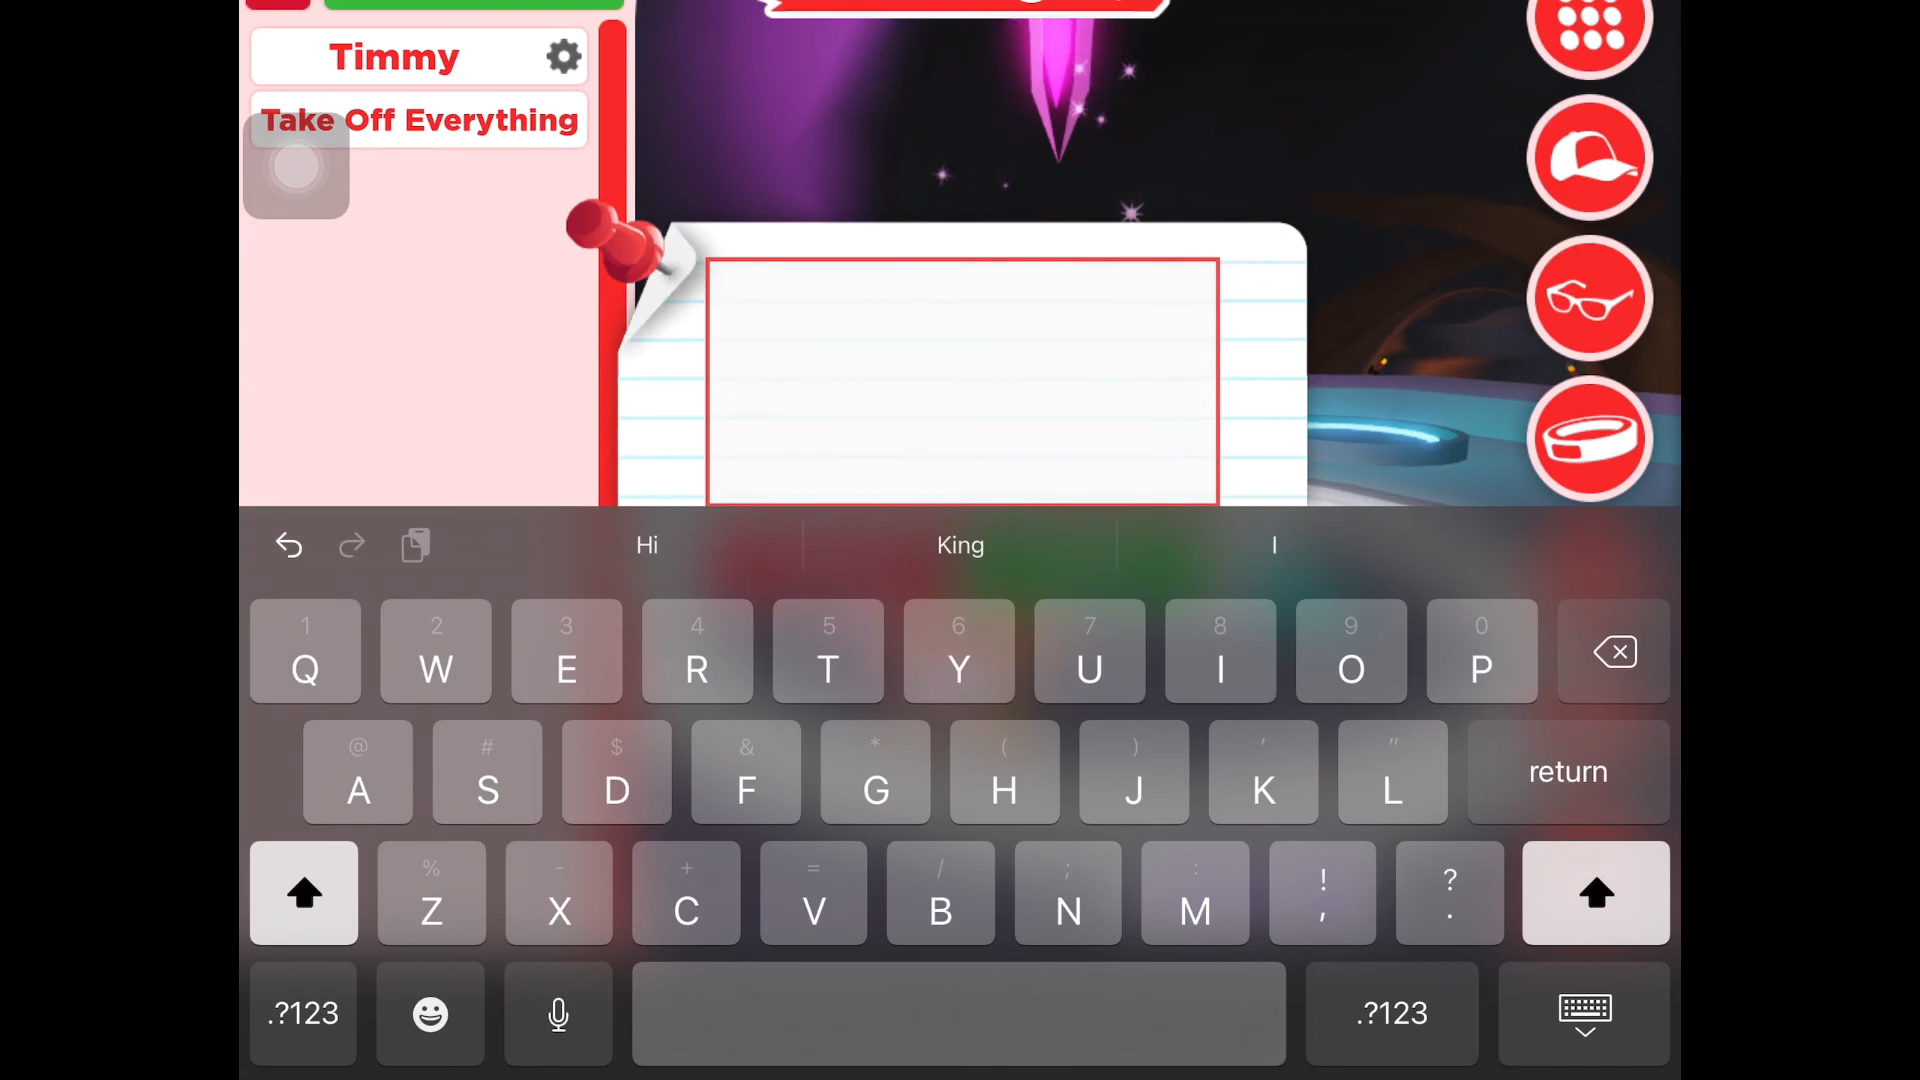 Timmy
Take Off Everything
Hi King I
1 2 3 4 5 6 7 8 9 0
Q W E R T Y U I O P
@ # $ & * ( ) ' "
A S D F G H J K L return
% - + = / ; : ! ?
Z X C V B N M , .
.?123 .?123